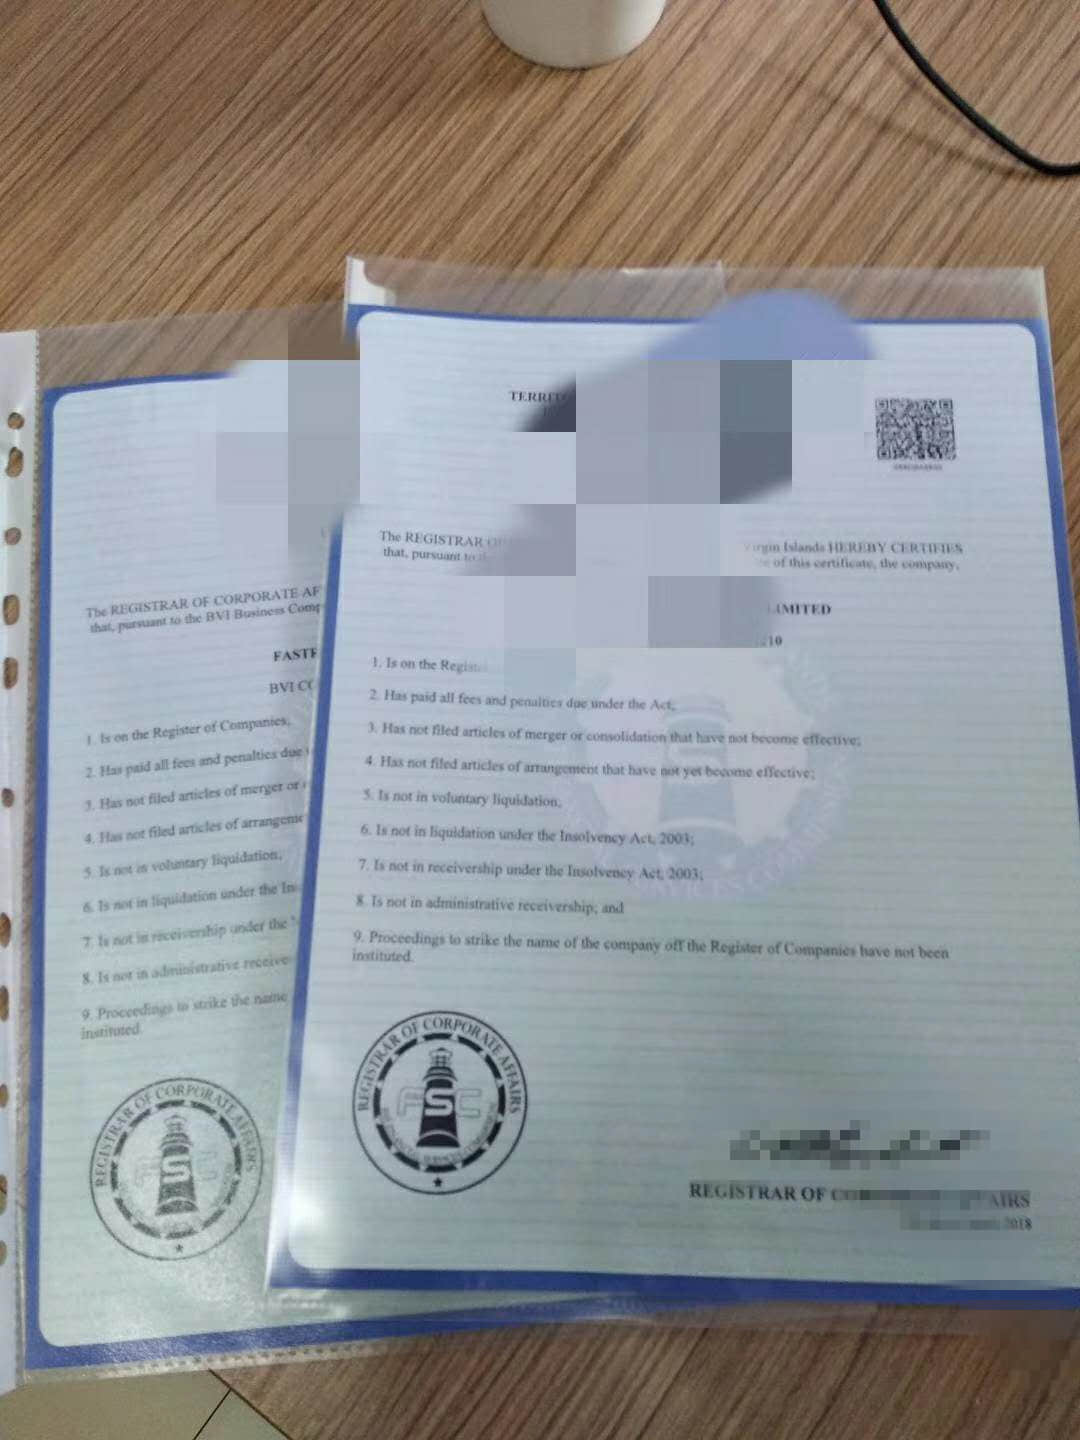 The REGISTRAR OF CORPORATE AF
that, pursuant to the BVI Business Comp
FASTF
BVI CO
1. Is on the Register of Companies;
2. Has paid all fees and penalties due
3. Has not filed articles of merger or
4. Has not filed articles of arrangeme
5. Is not in voluntary liquidation;
6. Is not in liquidation under the Ins
7. Is not in receivership under the
8. Is not in administrative receive
9. Proceedings to strike the name
instituted.
REGISTRAR OF CORPORATE AFFAIRS
FSC
TERRITO
The REGISTRAR OF
Virgin Islands HEREBY CERTIFIES
that, pursuant to the
of this certificate, the company,
LIMITED
210
1. Is on the Regist
2. Has paid all fees and penalties due under the Act;
3. Has not filed articles of merger or consolidation that have not become effective;
4. Has not filed articles of arrangement that have not yet become effective;
5. Is not in voluntary liquidation;
6. Is not in liquidation under the Insolvency Act, 2003;
7. Is not in receivership under the Insolvency Act, 2003;
8. Is not in administrative receivership; and
9. Proceedings to strike the name of the company off the Register of Companies have not been
instituted.
REGISTRAR OF CORPORATE AFFAIRS
FSC
REGISTRAR OF CO AIRS
2018